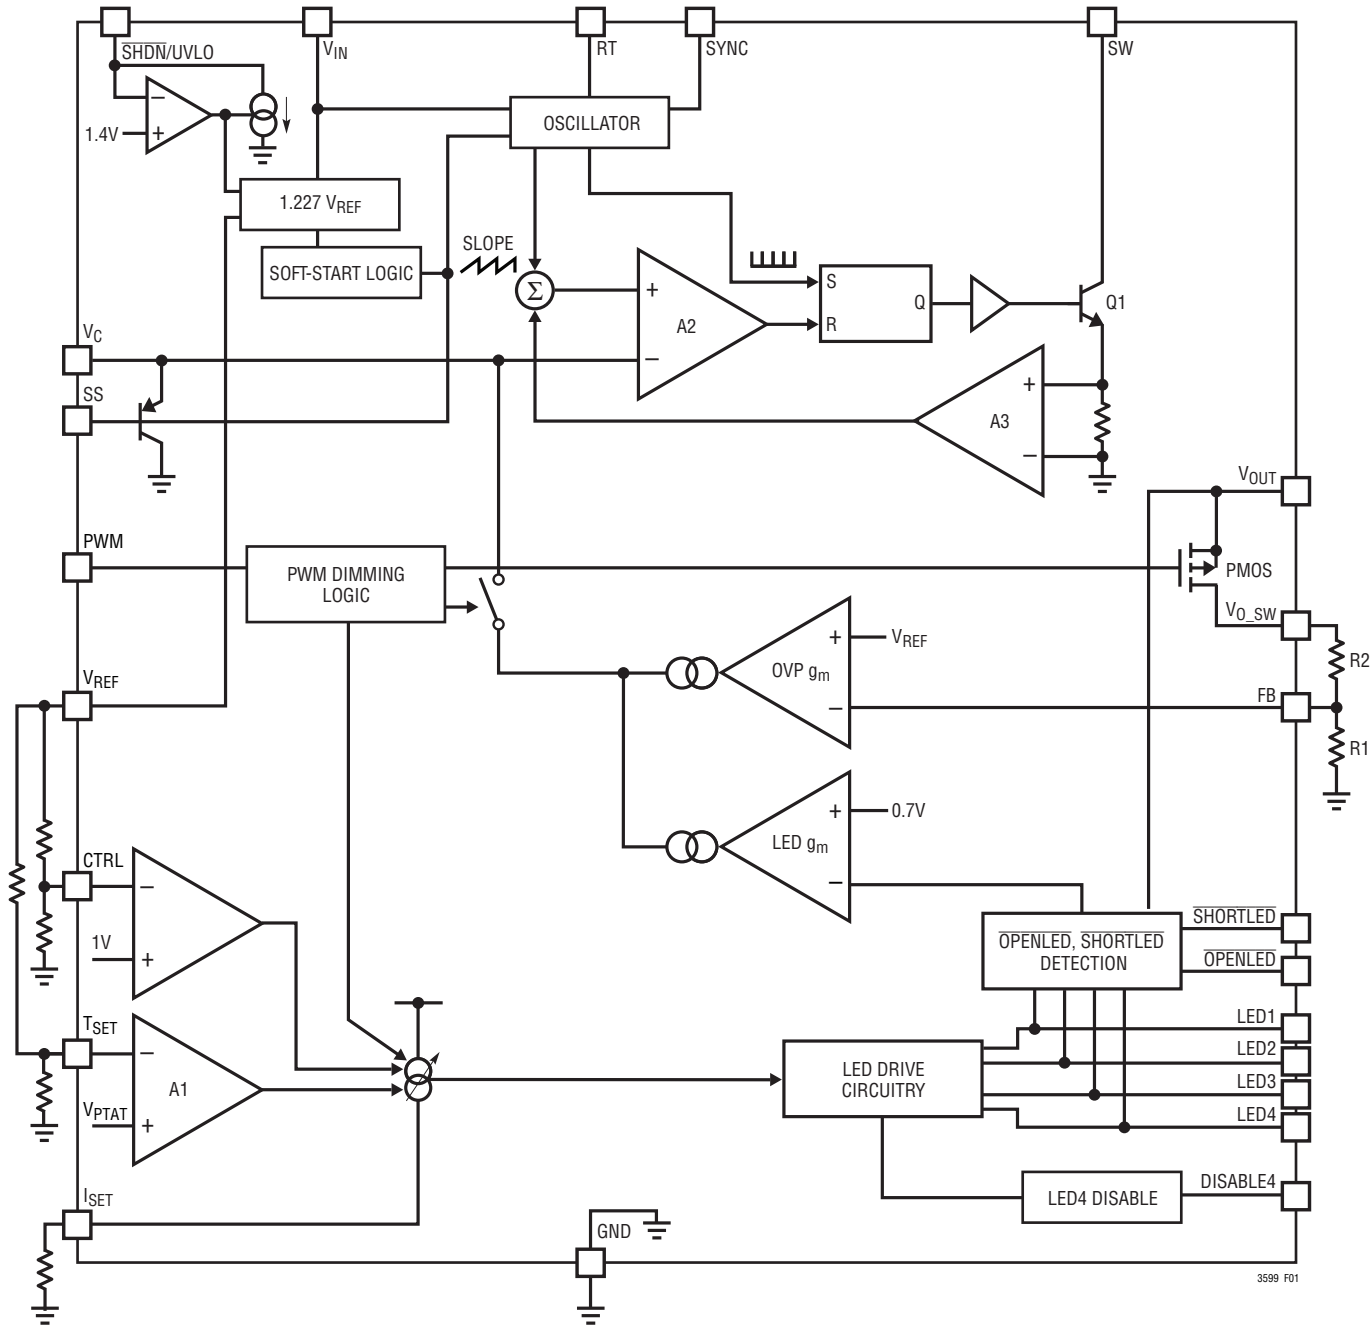 SHDN/UVLO
VIN
RT
SYNC
SW
1.4V
−
+
OSCILLATOR
1.227 VREF
SOFT-START LOGIC
SLOPE
Σ
+
A2
−
S
R
Q
Q1
VC
SS
+
A3
−
VOUT
PMOS
VO_SW
PWM
PWM DIMMING
LOGIC
+
VREF
OVP gm
−
FB
R2
R1
VREF
+
0.7V
LED gm
−
CTRL
−
1V
+
SHORTLED
OPENLED, SHORTLED
DETECTION
OPENLED
TSET
−
A1
VPTAT
+
LED DRIVE
CIRCUITRY
LED1
LED2
LED3
LED4
LED4 DISABLE
DISABLE4
ISET
GND
3599 F01